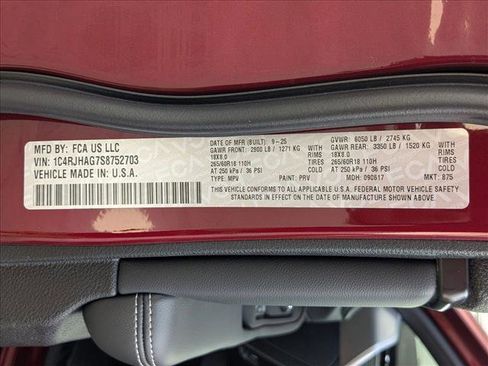 MFD BY: FCA US LLC
VIN: 1C4RJHAG7S8752703
VEHICLE MADE IN: U.S.A.
DATE OF MFR (BUILT): 9-25 GVWR: 6050 LB / 2745 KG
GAWR FRONT: 2800 LB / 1271 KG WITH GAWR REAR: 3350 LB / 1520 KG WITH
18X8.0 TIRES 18X8.0 TIRES
265/60R18 110H RIMS AT 265/60R18 110H RIMS AT
AT 250 kPa / 36 PSI COLD AT 250 kPa / 36 PSI COLD
TYPE: MPV PAINT: PRV MDH: 090617 MKT: 875
THIS VEHICLE CONFORMS TO ALL APPLICABLE U.S.A. FEDERAL MOTOR VEHICLE SAFETY
STANDARDS IN EFFECT ON THE DATE OF MANUFACTURE SHOWN ABOVE